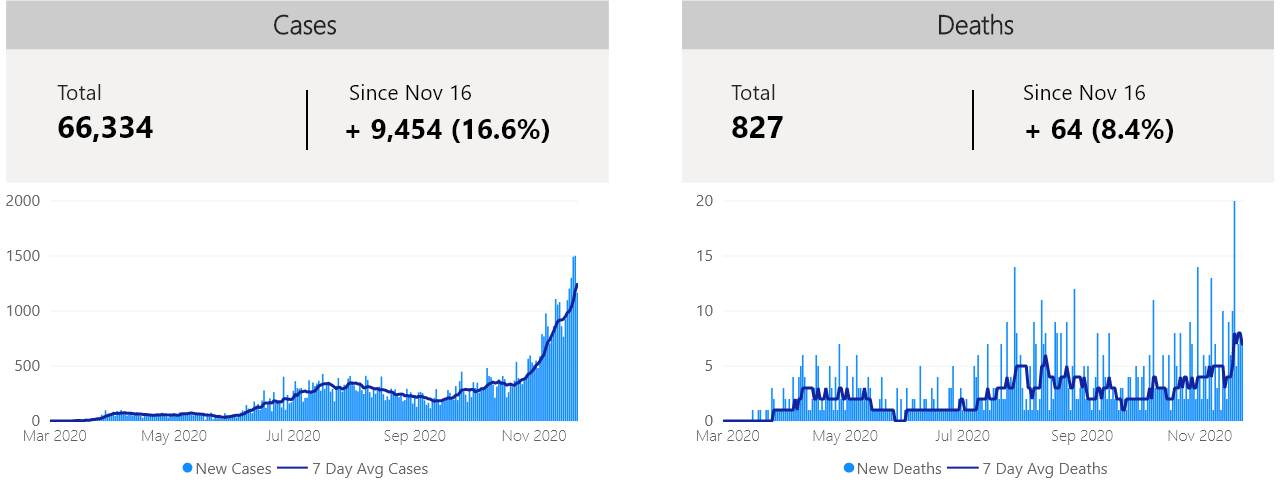 Cases
Total
66,334
Since Nov 16
+ 9,454 (16.6%)
2000
1500
1000
500
0
Mar 2020 May 2020 Jul 2020 Sep 2020 Nov 2020
New Cases 7 Day Avg Cases
Deaths
Total
827
Since Nov 16
+ 64 (8.4%)
20
15
10
5
0
Mar 2020 May 2020 Jul 2020 Sep 2020 Nov 2020
New Deaths 7 Day Avg Deaths